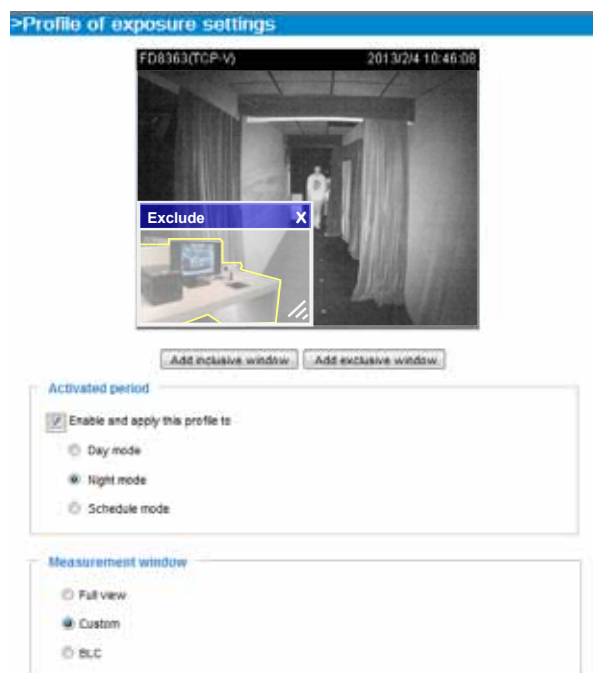 >Profile of exposure settings
FD8363(TCP-V) 2013/2/4 10:46:08
Exclude X
Add inclusive window Add exclusive window
Activated period
Enable and apply this profile to
Day mode
Night mode
Schedule mode
Measurement window
Full view
Custom
BLC